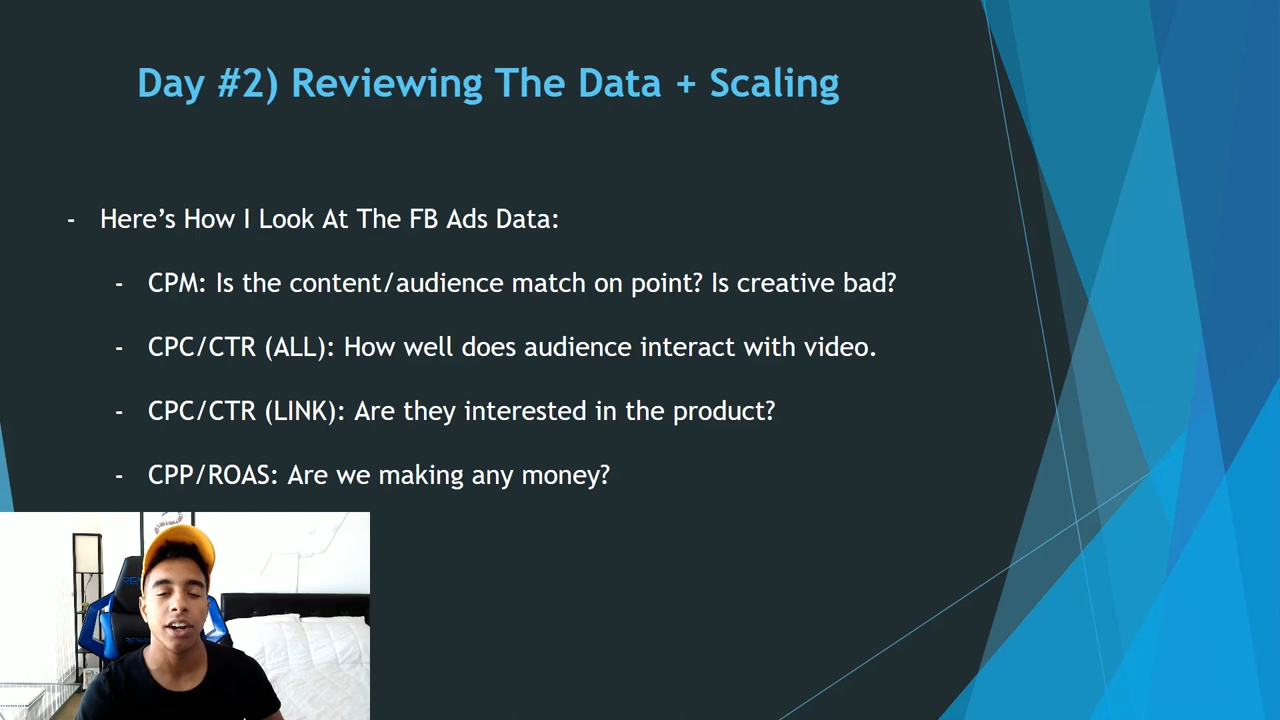 Day #2) Reviewing The Data + Scaling
- Here’s How I Look At The FB Ads Data:
- CPM: Is the content/audience match on point? Is creative bad?
- CPC/CTR (ALL): How well does audience interact with video.
- CPC/CTR (LINK): Are they interested in the product?
- CPP/ROAS: Are we making any money?